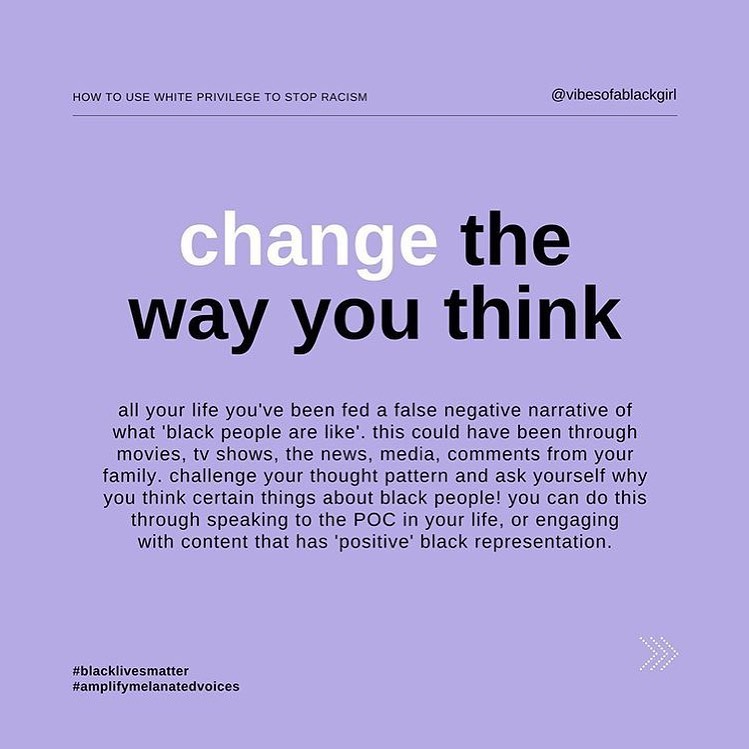 HOW TO USE WHITE PRIVILEGE TO STOP RACISM
@vibesofablackgirl
change the
way you think
all your life you've been fed a false negative narrative of
what 'black people are like'. this could have been through
movies, tv shows, the news, media, comments from your
family. challenge your thought pattern and ask yourself why
you think certain things about black people! you can do this
through speaking to the POC in your life, or engaging
with content that has 'positive' black representation.
#blacklivesmatter
#amplifymelanatedvoices